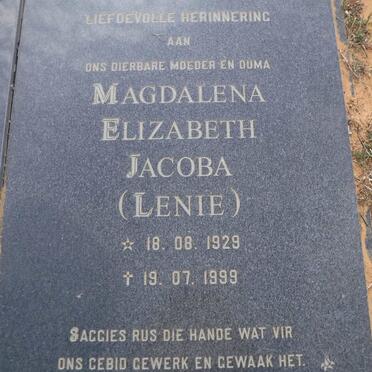 LIEFDEVOLLE HERINNERING
AAN
ONS DIERBARE MOEDER EN OUMA
MAGDALENA
ELIZABETH
JACOBA
(LENIE)
☆ 18. 08. 1929
✝ 19. 07. 1999
SAGGIES RUS DIE HANDE WAT VIR
ONS GEBID GEWERK EN GEWAAK HET.